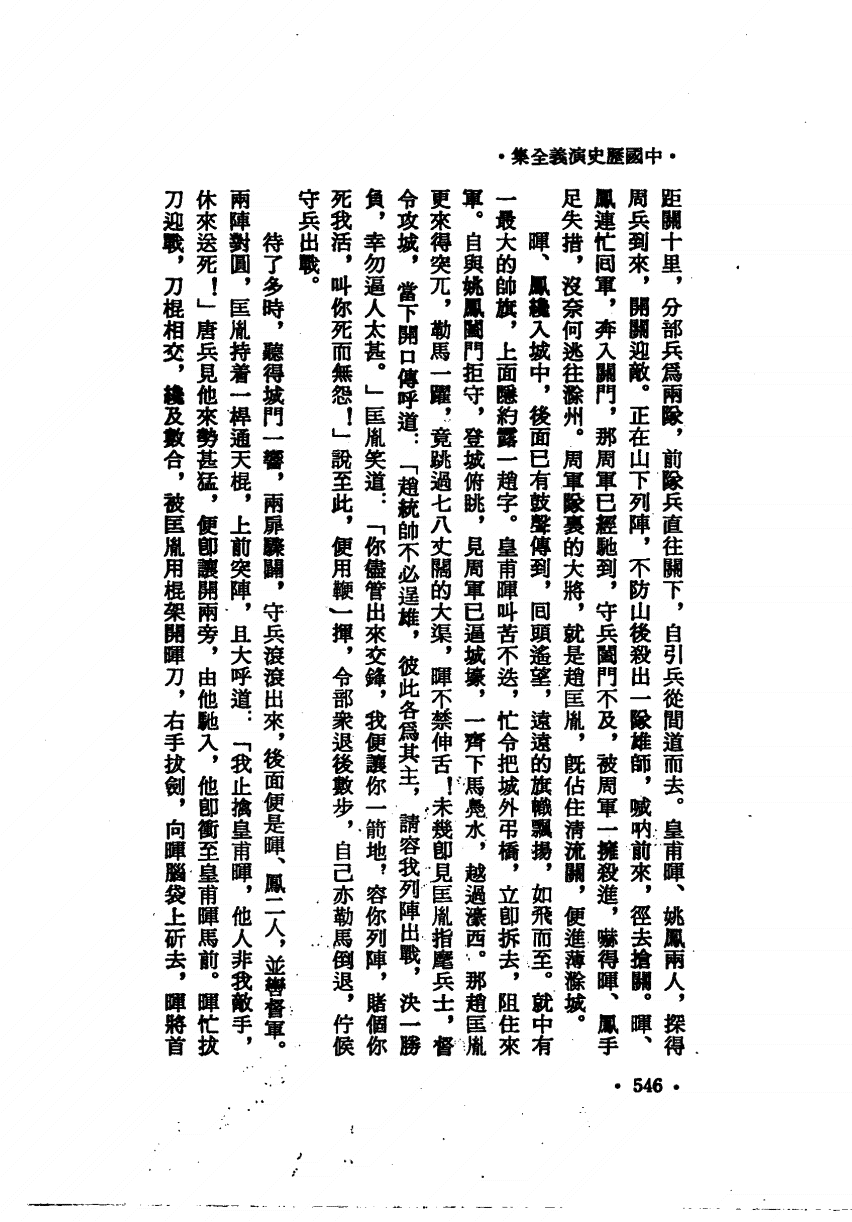 ·中國歷史演義全集·
距關十里，分部兵爲兩隊，前隊兵直往關下，自引兵從間道而去。皇甫暉、姚鳳兩人，探得
周兵到來，開關迎敵。正在山下列陣，不防山後殺出一隊雄師，喊吶前來，徑去搶關。暉、
鳳連忙囘軍，奔入關門，那周軍已經馳到，守兵闔門不及，被周軍一擁殺進，嚇得暉、鳳手
足失措，沒奈何逃往滁州。周軍隊裏的大將，就是趙匡胤，旣佔住清流關，便進薄滁城。
暉、鳳纔入城中，後面已有鼓聲傳到，囘頭遙望，遠遠的旗幟飄揚，如飛而至。就中有
一最大的帥旗，上面隱約露一趙字。皇甫暉叫苦不迭，忙令把城外弔橋，立卽拆去，阻住來
軍。自與姚鳳闔門拒守，登城俯眺，見周軍已逼城壕，一齊下馬鳧水，越過濠西。那趙匡胤
更來得突兀，勒馬一躍，竟跳過七八丈闊的大渠，暉不禁伸舌！未幾卽見匡胤指麾兵士，督
令攻城，當下開口傳呼道：「趙統帥不必逞雄，彼此各爲其主，請容我列陣出戰，決一勝
負，幸勿逼人太甚。」匡胤笑道：「你儘管出來交鋒，我便讓你一箭地，容你列陣，賭個你
死我活，叫你死而無怨！」說至此，便用鞭一揮，令部衆退後數步，自己亦勒馬倒退，佇候
守兵出戰。
待了多時，聽得城門一響，兩扉驟闢，守兵滾滾出來，後面便是暉、鳳二人，並轡督軍。
兩陣對圓，匡胤持着一桿通天棍，上前突陣，且大呼道：「我止擒皇甫暉，他人非我敵手，
休來送死！」唐兵見他來勢甚猛，便卽讓開兩旁，由他馳入，他卽衝至皇甫暉馬前。暉忙拔
刀迎戰，刀棍相交，纔及數合，被匡胤用棍架開暉刀，右手拔劍，向暉腦袋上斫去，暉將首
·546·